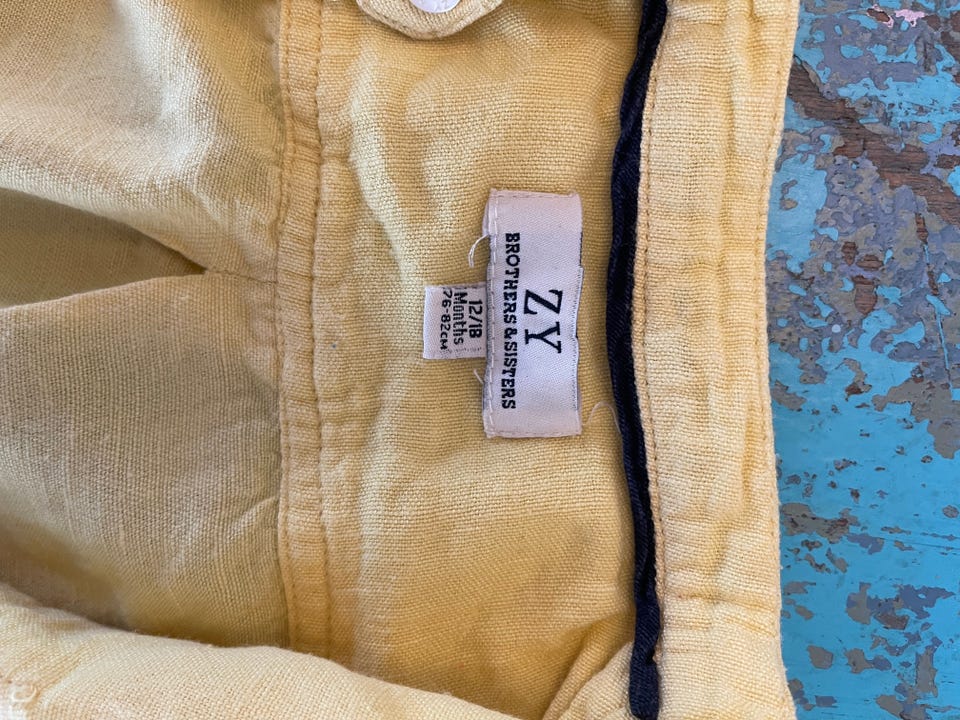 ZY
BROTHERS & SISTERS
12/18
Months
76-82CM